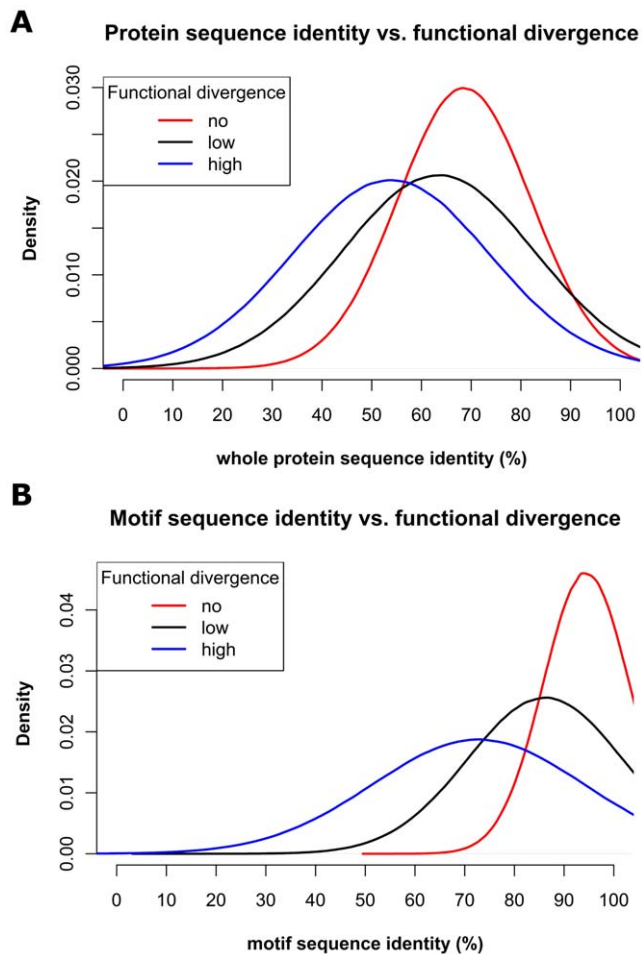 A
Protein sequence identity vs. functional divergence
Functional divergence
no
low
high
Density
0.030
0.020
0.010
0.000
0 10 20 30 40 50 60 70 80 90 100
whole protein sequence identity (%)
B
Motif sequence identity vs. functional divergence
Functional divergence
no
low
high
Density
0.04
0.03
0.02
0.01
0.00
0 10 20 30 40 50 60 70 80 90 100
motif sequence identity (%)